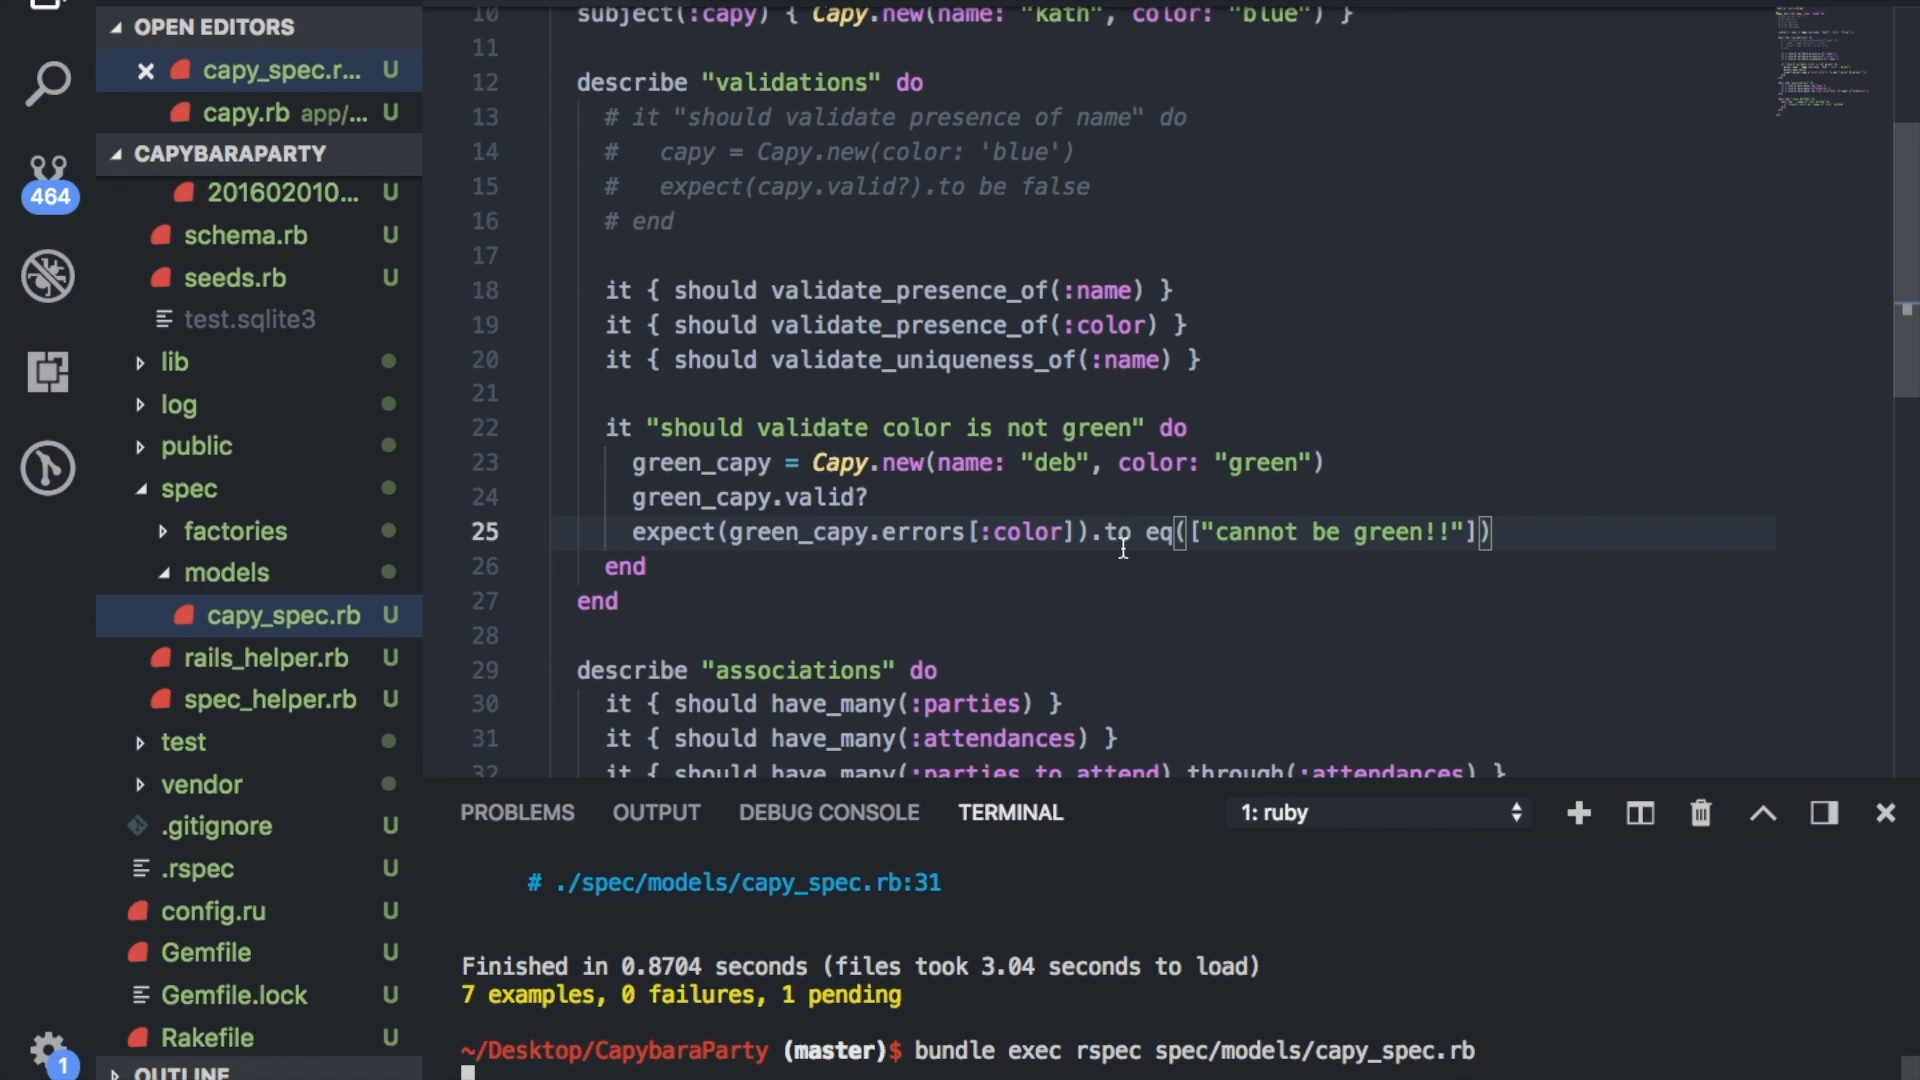 OPEN EDITORS
capy_spec.r... U
capy.rb app/... U
CAPYBARAPARTY
464
201602010... U
schema.rb U
seeds.rb U
test.sqlite3
lib
log
public
spec
factories
models
capy_spec.rb U
rails_helper.rb U
spec_helper.rb U
test
vendor
.gitignore U
.rspec U
config.ru U
Gemfile U
Gemfile.lock U
Rakefile U
OUTLINE
1
10 subject(:capy) { Capy.new(name: "kath", color: "blue") }
11
12 describe "validations" do
13 # it "should validate presence of name" do
14 #   capy = Capy.new(color: 'blue')
15 #   expect(capy.valid?).to be false
16 # end
17
18 it { should validate_presence_of(:name) }
19 it { should validate_presence_of(:color) }
20 it { should validate_uniqueness_of(:name) }
21
22 it "should validate color is not green" do
23 green_capy = Capy.new(name: "deb", color: "green")
24 green_capy.valid?
25 expect(green_capy.errors[:color]).to eq(["cannot be green!!"])
26 end
27 end
28
29 describe "associations" do
30 it { should have_many(:parties) }
31 it { should have_many(:attendances) }
32 it { should have_many(:parties_to_attend).through(:attendances) }
PROBLEMS OUTPUT DEBUG CONSOLE TERMINAL 1: ruby
# ./spec/models/capy_spec.rb:31
Finished in 0.8704 seconds (files took 3.04 seconds to load)
7 examples, 0 failures, 1 pending
~/Desktop/CapybaraParty (master)$ bundle exec rspec spec/models/capy_spec.rb